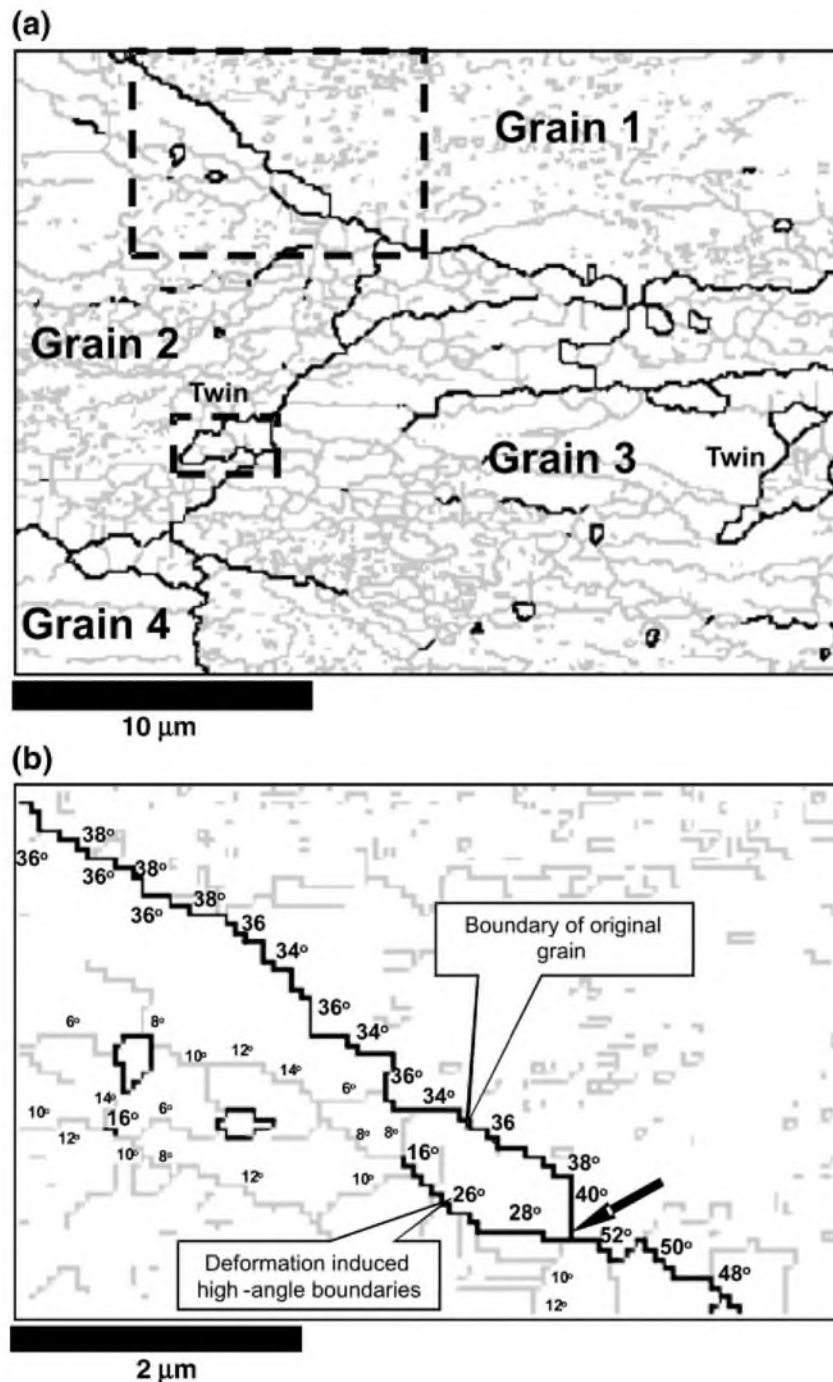 (a)
Grain 1
Grain 2
Twin
Grain 3
Twin
Grain 4
10 μm
(b)
38°
36°
36°
38°
38°
36°
36
34°
Boundary of original
grain
36°
34°
6°
8°
10°
12°
14°
36°
6°
34°
14°
10°
16°
6°
36
12°
8°
8°
10°
8°
16°
38°
12°
10°
26°
40°
28°
52°
50°
Deformation induced
high -angle boundaries
10°
48°
12°
2 μm